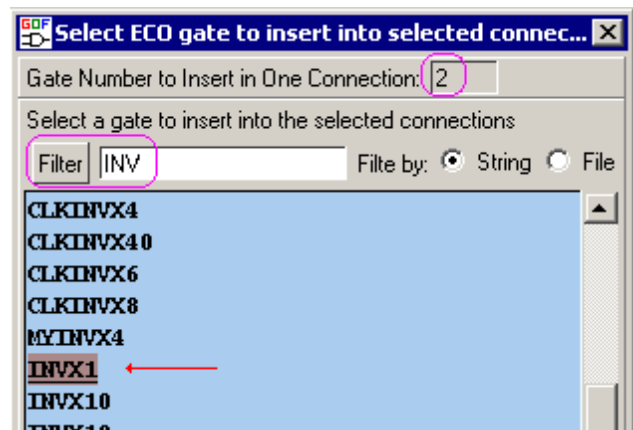 GOF Select ECO gate to insert into selected connec...
Gate Number to Insert in One Connection: 2
Select a gate to insert into the selected connections
Filter INV Filte by: String File
CLKINVX4
CLKINVX40
CLKINVX6
CLKINVX8
MYINVX4
INVX1
INVX10